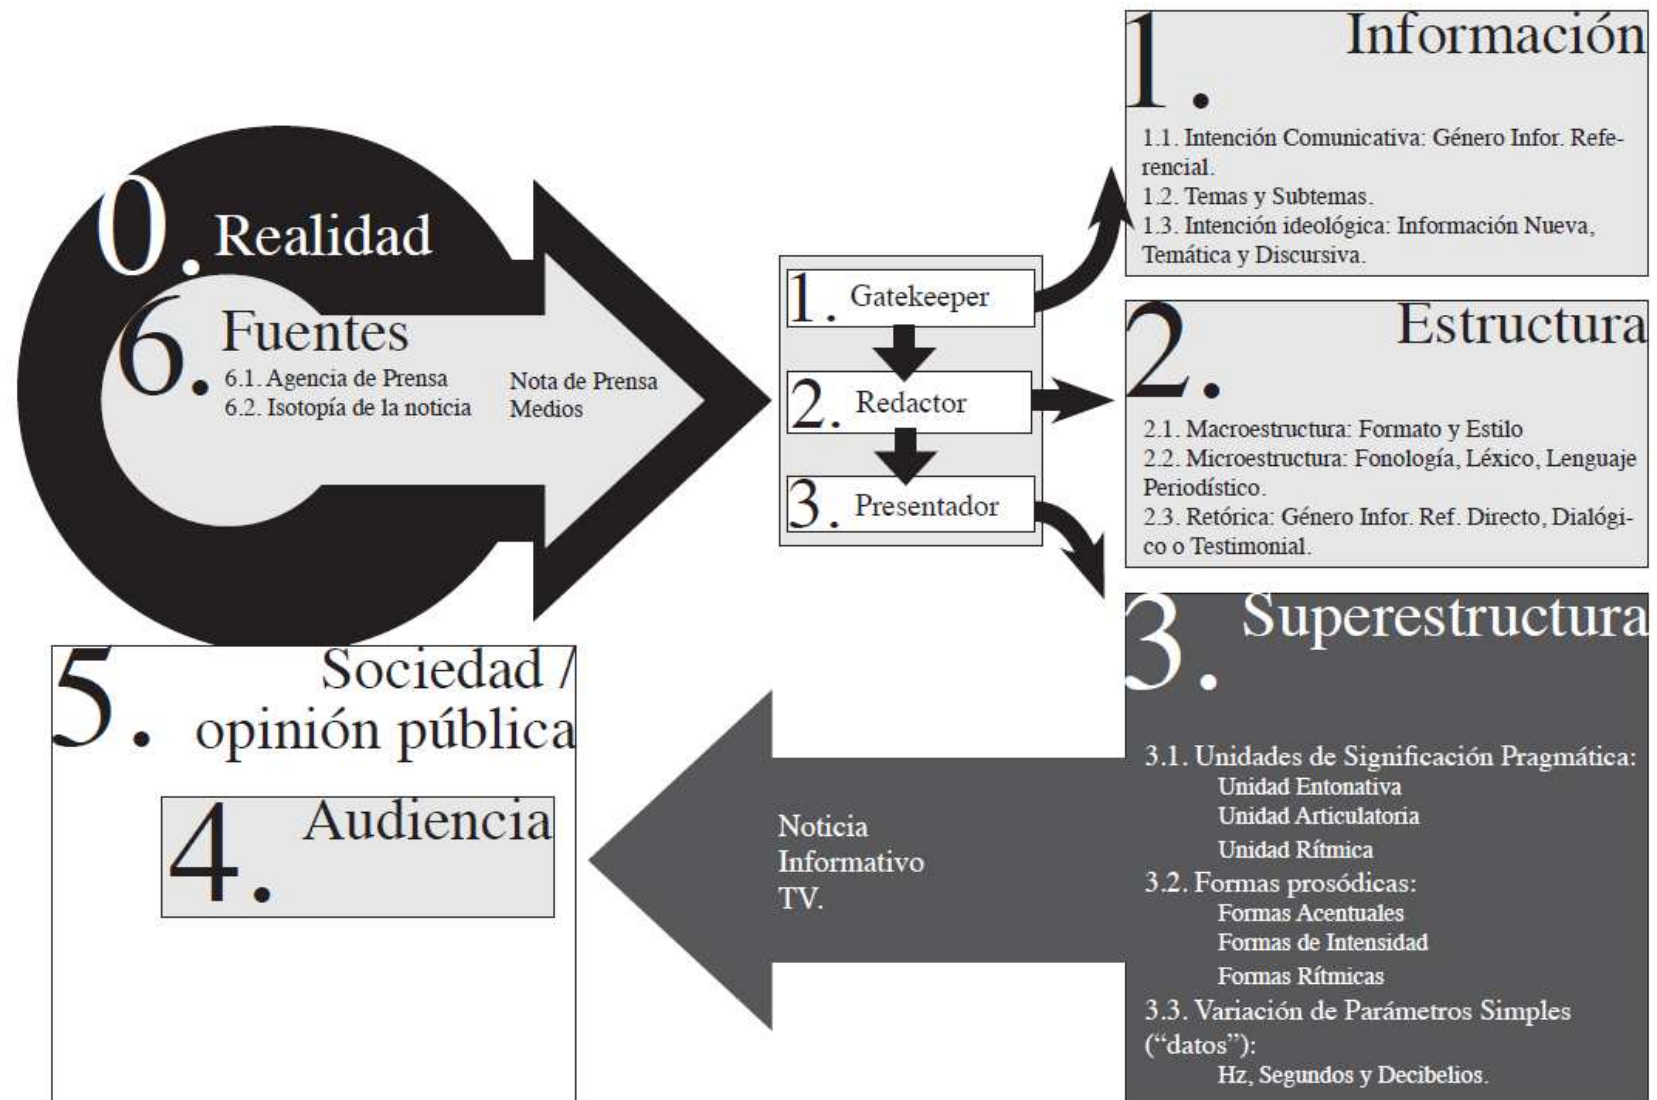 0. Realidad
6. Fuentes
6.1. Agencia de Prensa
6.2. Isotopía de la noticia
Nota de Prensa
Medios
1. Gatekeeper
2. Redactor
3. Presentador
1. Información
1.1. Intención Comunicativa: Género Infor. Refe-
rencial.
1.2. Temas y Subtemas.
1.3. Intención ideológica: Información Nueva,
Temática y Discursiva.
2. Estructura
2.1. Macroestructura: Formato y Estilo
2.2. Microestructura: Fonología, Léxico, Lenguaje
Periodístico.
2.3. Retórica: Género Infor. Ref. Directo, Dialógi-
co o Testimonial.
3. Superestructura
3.1. Unidades de Significación Pragmática:
Unidad Entonativa
Unidad Articulatoria
Unidad Rítmica
3.2. Formas prosódicas:
Formas Acentuales
Formas de Intensidad
Formas Rítmicas
3.3. Variación de Parámetros Simples
(“datos”):
Hz, Segundos y Decibelios.
Noticia
Informativo
TV.
5. Sociedad /
opinión pública
4. Audiencia